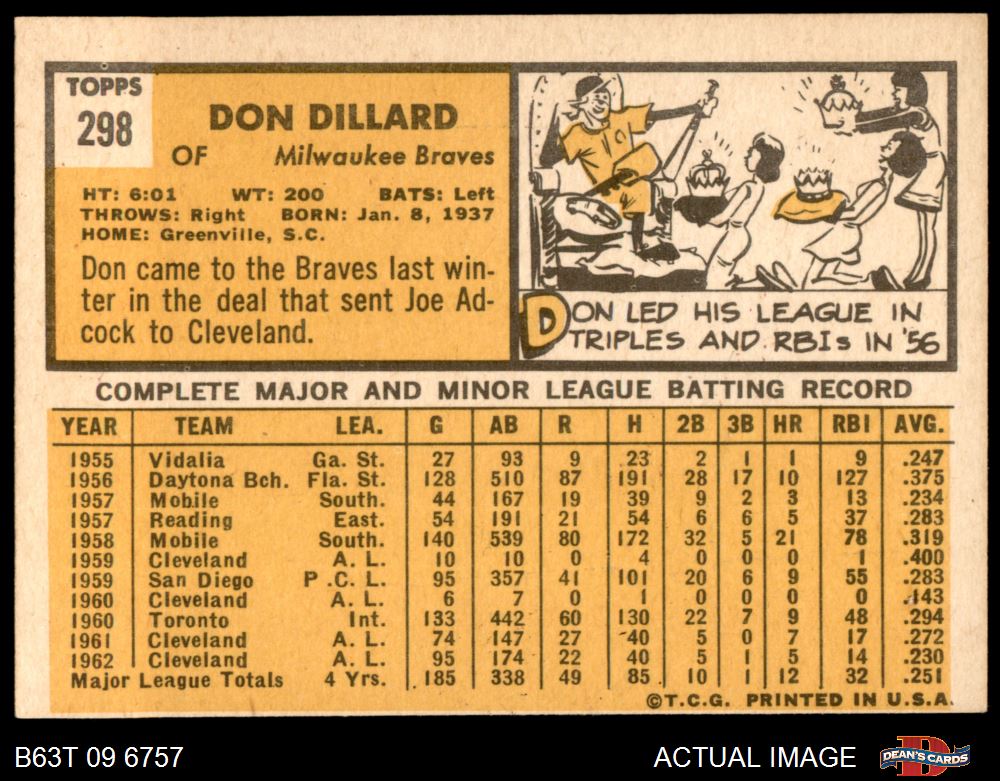 TOPPS
298
DON DILLARD
OF Milwaukee Braves
HT: 6:01 WT: 200 BATS: Left
THROWS: Right BORN: Jan. 8, 1937
HOME: Greenville, S.C.
Don came to the Braves last win-
ter in the deal that sent Joe Ad-
cock to Cleveland.
DON LED HIS LEAGUE IN
TRIPLES AND RBIs IN '56
COMPLETE MAJOR AND MINOR LEAGUE BATTING RECORD
YEAR TEAM LEA. G AB R H 2B 3B HR RBI AVG.
1955 Vidalia Ga. St. 27 93 9 23 2 1 1 9 .247
1956 Daytona Bch. Fla. St. 128 510 87 191 28 17 10 127 .375
1957 Mobile South. 44 167 19 39 9 2 3 13 .234
1957 Reading East. 54 191 21 54 6 6 5 37 .283
1958 Mobile South. 140 539 80 172 32 5 21 78 .319
1959 Cleveland A. L. 10 10 0 4 0 0 0 1 .400
1959 San Diego P .C. L. 95 357 41 101 20 6 9 55 .283
1960 Cleveland A. L. 6 7 0 1 0 0 0 0 .143
1960 Toronto Int. 133 442 60 130 22 7 9 48 .294
1961 Cleveland A. L. 74 147 27 40 5 0 7 17 .272
1962 Cleveland A. L. 95 174 22 40 5 1 5 14 .230
Major League Totals 4 Yrs. 185 338 49 85 10 1 12 32 .251
©T.C.G. PRINTED IN U.S.A.
B63T 09 6757 ACTUAL IMAGE DEAN'S CARDS